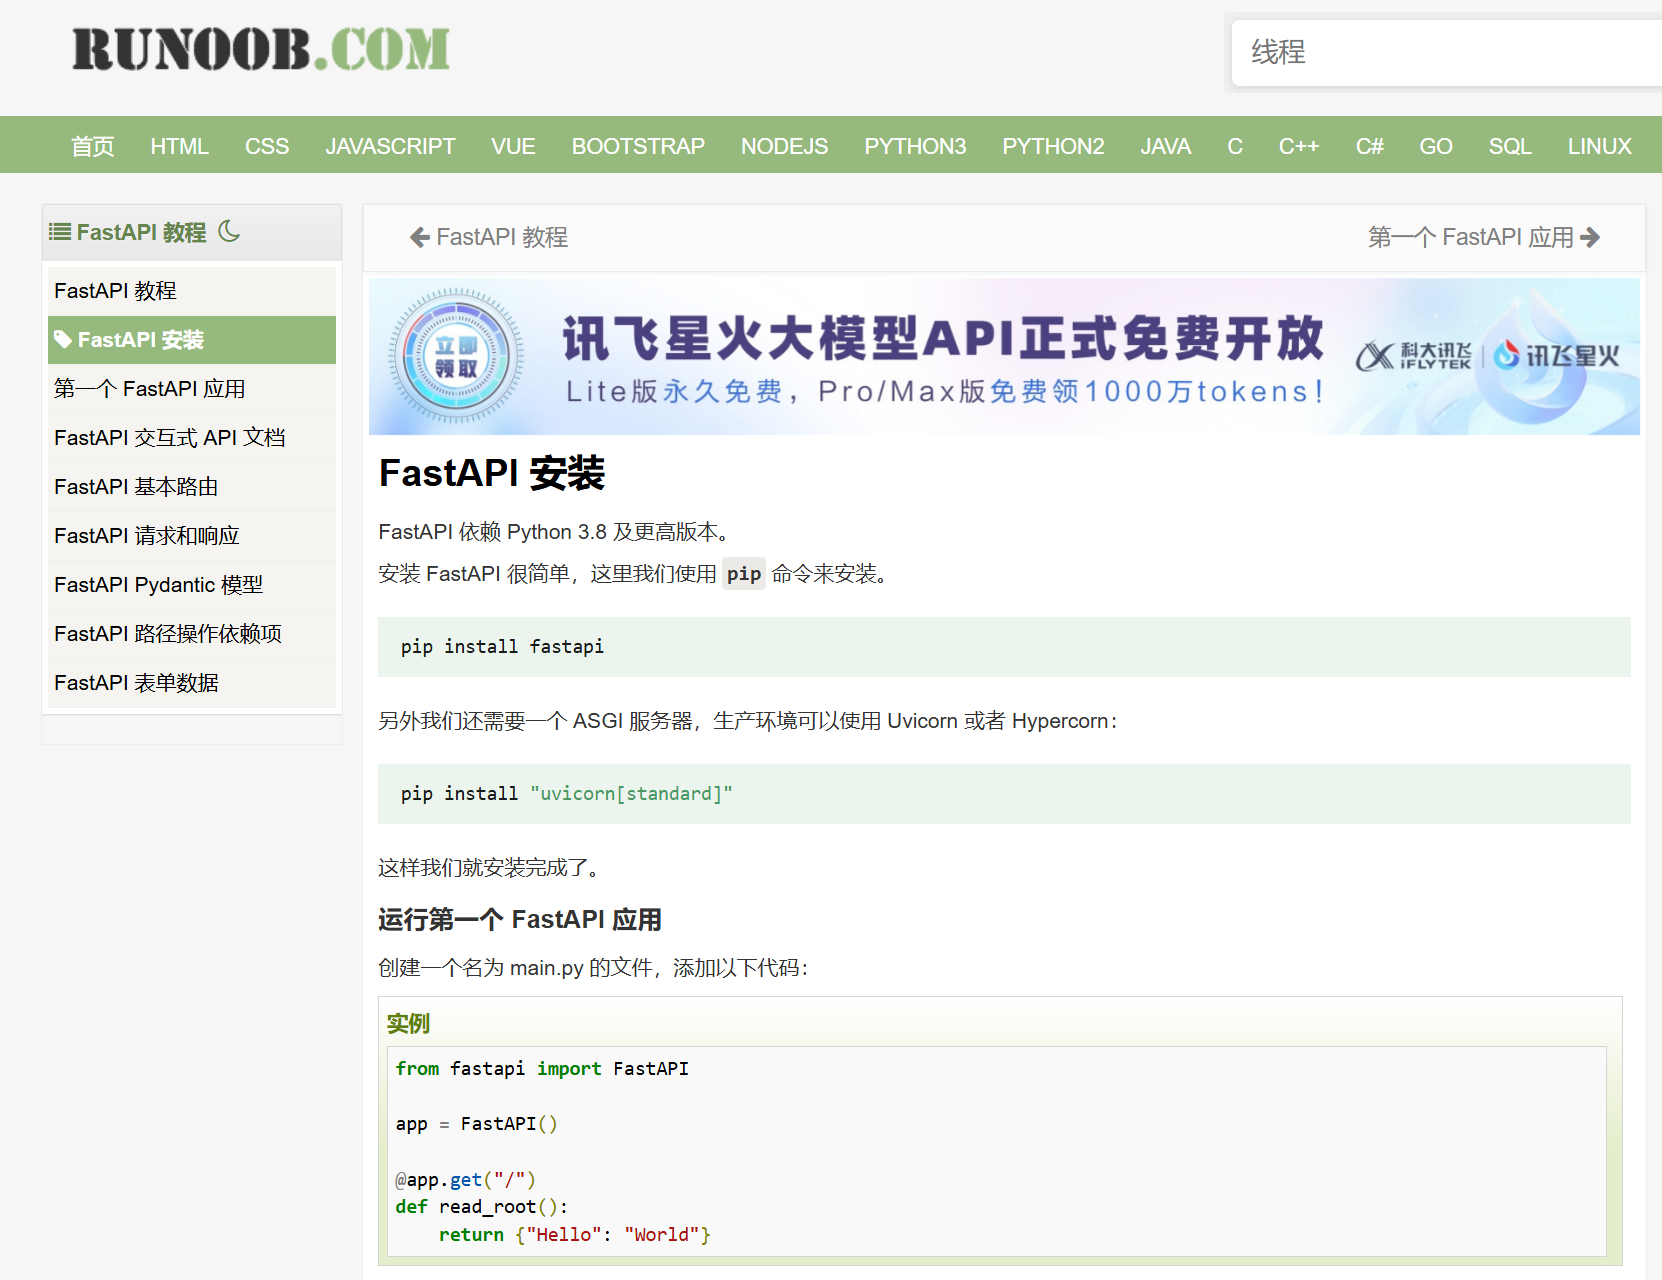 RUNOOB.COM
线程
首页 HTML CSS JAVASCRIPT VUE BOOTSTRAP NODEJS PYTHON3 PYTHON2 JAVA C C++ C# GO SQL LINUX
FastAPI 教程
FastAPI 教程
FastAPI 安装
第一个 FastAPI 应用
FastAPI 交互式 API 文档
FastAPI 基本路由
FastAPI 请求和响应
FastAPI Pydantic 模型
FastAPI 路径操作依赖项
FastAPI 表单数据
FastAPI 教程
第一个 FastAPI 应用
立即
领取
讯飞星火大模型API正式免费开放
Lite版永久免费，Pro/Max版免费领1000万tokens！
科大讯飞
iFLYTEK
讯飞星火
FastAPI 安装
FastAPI 依赖 Python 3.8 及更高版本。
安装 FastAPI 很简单，这里我们使用 pip 命令来安装。
pip install fastapi
另外我们还需要一个 ASGI 服务器，生产环境可以使用 Uvicorn 或者 Hypercorn：
pip install "uvicorn[standard]"
这样我们就安装完成了。
运行第一个 FastAPI 应用
创建一个名为 main.py 的文件，添加以下代码：
实例
from fastapi import FastAPI
app = FastAPI()
@app.get("/")
def read_root():
    return {"Hello": "World"}